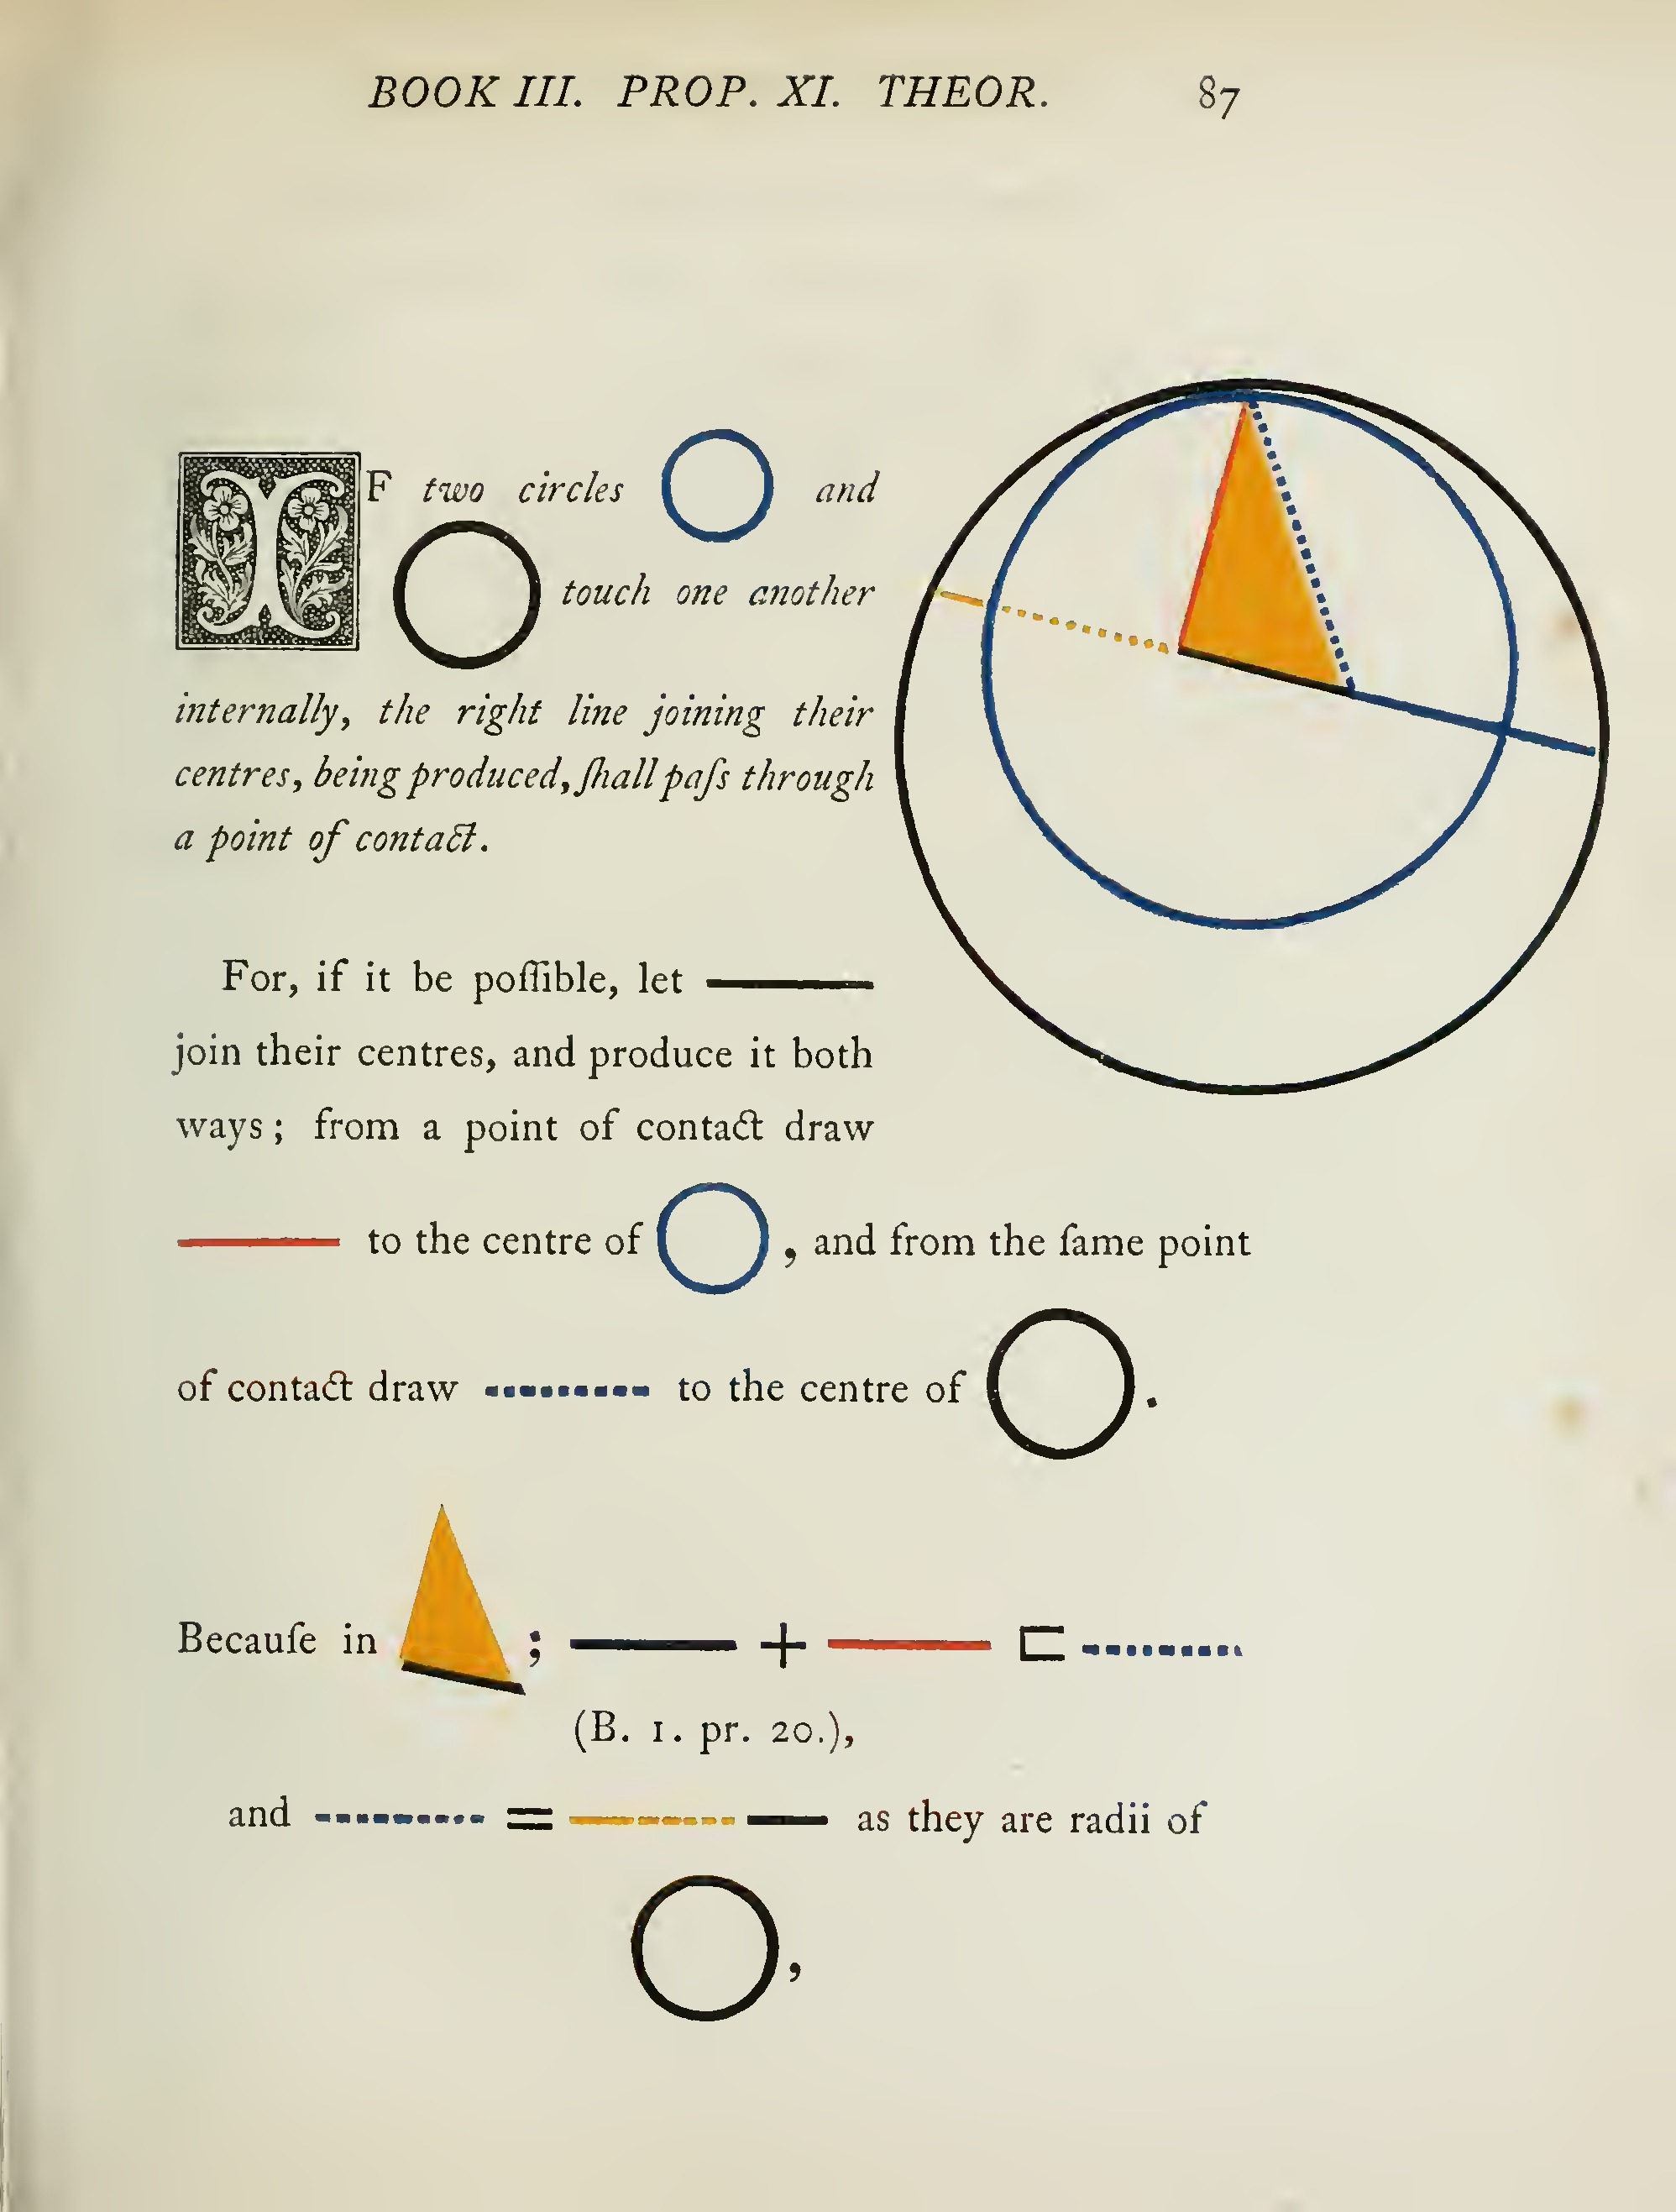 BOOK III. PROP. XI. THEOR. 87
IF two circles and
touch one another
internally, the right line joining their
centres, being produced, ſhall paſs through
a point of contact.
For, if it be poſſible, let
join their centres, and produce it both
ways; from a point of contact draw
to the centre of , and from the ſame point
of contact draw to the centre of .
Becauſe in ; + ⊏
(B. 1. pr. 20.),
and = as they are radii of
,